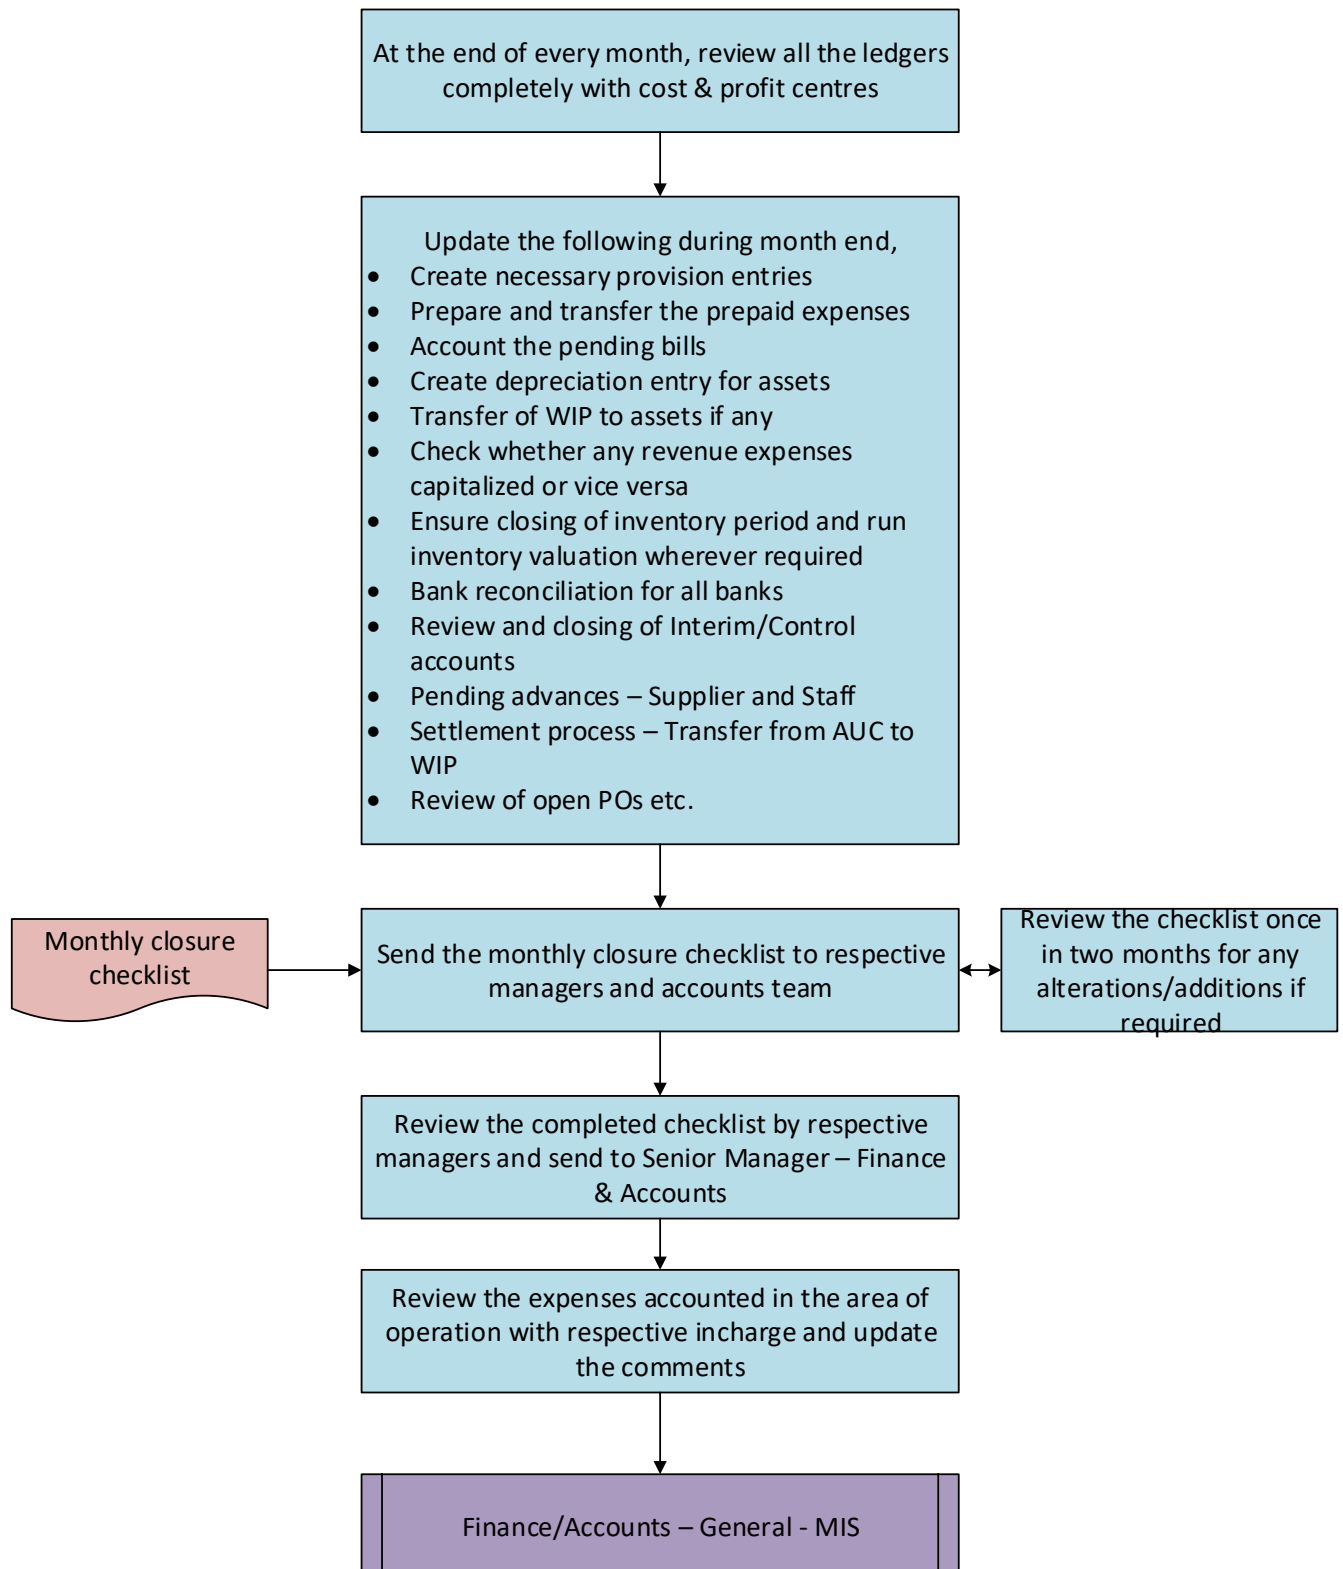 At the end of every month, review all the ledgers
completely with cost & profit centres
Update the following during month end,
• Create necessary provision entries
• Prepare and transfer the prepaid expenses
• Account the pending bills
• Create depreciation entry for assets
• Transfer of WIP to assets if any
• Check whether any revenue expenses
capitalized or vice versa
• Ensure closing of inventory period and run
inventory valuation wherever required
• Bank reconciliation for all banks
• Review and closing of Interim/Control
accounts
• Pending advances – Supplier and Staff
• Settlement process – Transfer from AUC to
WIP
• Review of open POs etc.
Monthly closure
checklist
Send the monthly closure checklist to respective
managers and accounts team
Review the checklist once
in two months for any
alterations/additions if
required
Review the completed checklist by respective
managers and send to Senior Manager – Finance
& Accounts
Review the expenses accounted in the area of
operation with respective incharge and update
the comments
Finance/Accounts – General - MIS